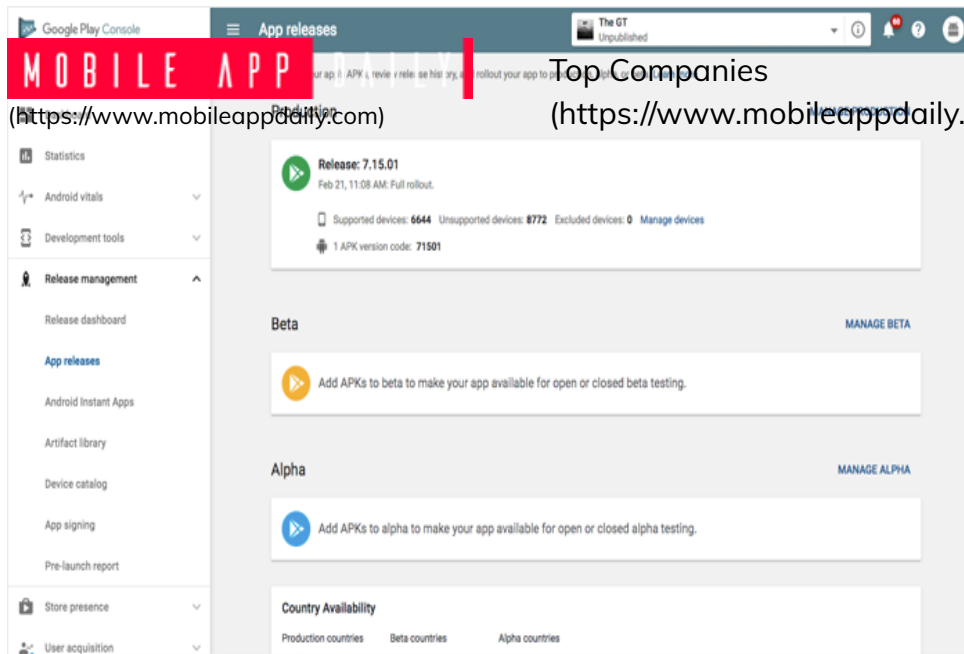 Google Play Console
App releases
The GT
Unpublished
MOBILE APP DAILY
Top Companies
(https://www.mobileappdaily.com)
(https://www.mobileappdaily.
Production
MANAGE PRODUCTION
Statistics
Release: 7.15.01
Feb 21, 11:08 AM: Full rollout.
Android vitals
Supported devices: 6644 Unsupported devices: 8772 Excluded devices: 0 Manage devices
Development tools
1 APK version code: 71501
Release management
Release dashboard
Beta
MANAGE BETA
App releases
Add APKs to beta to make your app available for open or closed beta testing.
Android Instant Apps
Artifact library
Alpha
MANAGE ALPHA
Device catalog
App signing
Add APKs to alpha to make your app available for open or closed alpha testing.
Pre-launch report
Store presence
Country Availability
Production countries Beta countries Alpha countries
User acquisition